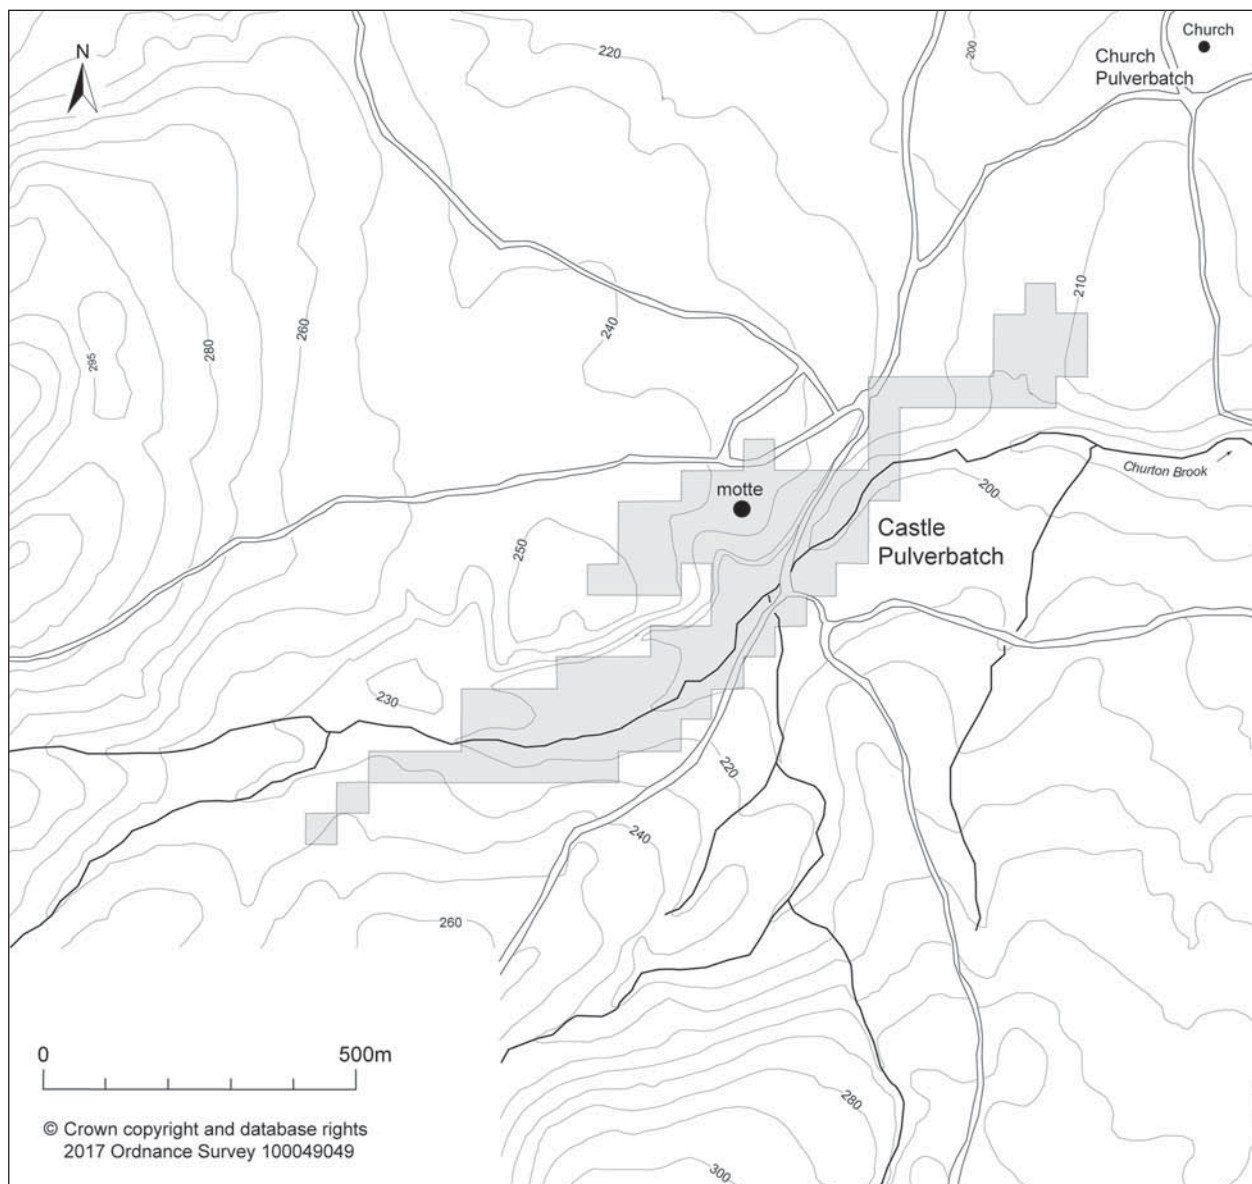 Church
220
200
N
Church
Pulverbatch
210
240
260
280
295
Churton Brook
motte
200
Castle
Pulverbatch
250
230
220
240
260
0 500m
280
© Crown copyright and database rights
2017 Ordnance Survey 100049049
300